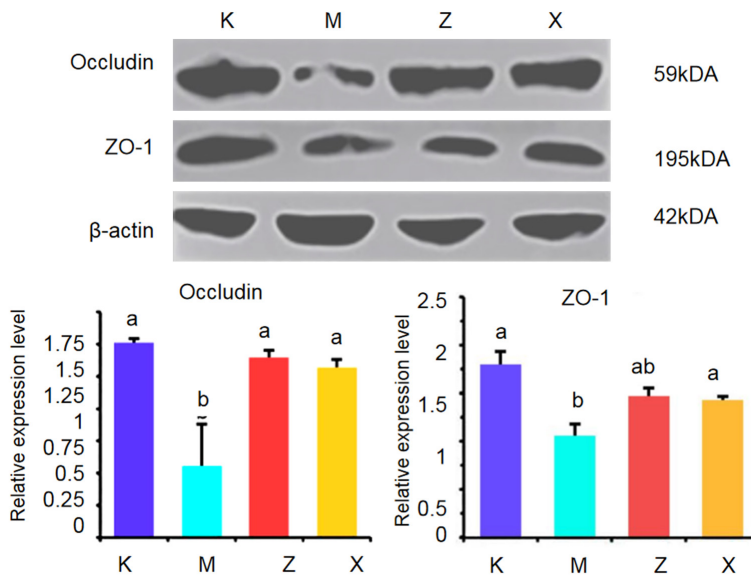 K M Z X
Occludin 59kDA
ZO-1 195kDA
β-actin 42kDA
Occludin
Relative expression level
1.75
1.5
1.25
1
0.75
0.5
0.25
0
a
b
a
a
K M Z X
ZO-1
Relative expression level
2.5
2
1.5
1
0.5
0
a
b
ab
a
K M Z X